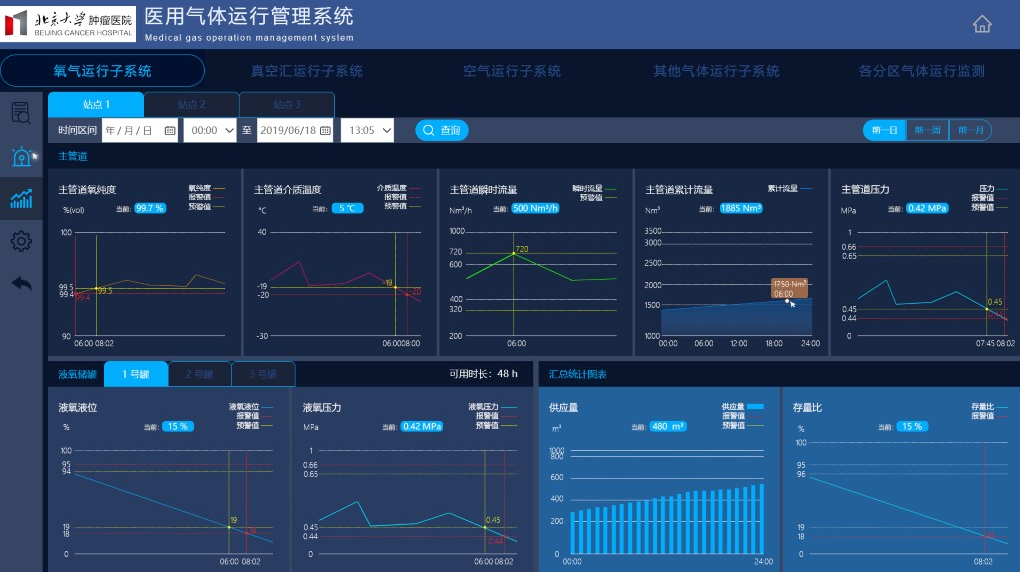 北京大学肿瘤医院
BEIJING CANCER HOSPITAL
医用气体运行管理系统
Medical gas operation management system
氧气运行子系统 真空汇运行子系统 空气运行子系统 其他气体运行子系统 各分区气体运行监测
站点 1 站点 2 站点 3
时间区间 年 / 月 / 日 00:00 至 2019/06/18 13:05 查询 前一日 前一周 前一月
主管道
主管道氧纯度
氧纯度
报警值
预警值
%(vol) 当前: 99.7 %
100
99.5
99.4
90
99.5
99.4
06:00 08:02
主管道介质温度
介质温度
报警值
预警值
℃ 当前: 5 ℃
40
-19
-20
-30
-19
-20
06:00 08:00
主管道瞬时流量
瞬时流量
预警值
Nm³/h 当前: 500 Nm³/h
1000
720
600
400
320
200
720
06:00
主管道累计流量
累计流量
Nm³ 当前: 1885 Nm³
3500
3000
2500
2000
1500
1000
1750 Nm³
06:00
00:00 06:00 12:00 18:00 24:00
主管道压力
压力
报警值
预警值
MPa 当前: 0.42 MPa
1
0.66
0.65
0.45
0.44
0
0.45
0.44
07:45 08:02
液氧储罐 1 号罐 2 号罐 3 号罐 可用时长: 48 h
液氧液位
液氧液位
报警值
预警值
% 当前: 15 %
100
95
94
19
18
0
19
18
06:00 08:02
液氧压力
液氧压力
报警值
预警值
MPa 当前: 0.42 MPa
1
0.66
0.65
0.45
0.44
0
0.45
0.44
06:00 08:02
汇总统计图表
供应量
供应量
报警值
预警值
m³ 当前: 480 m³
1000
800
600
400
200
0
00:00 24:00
存量比
存量比
报警值
% 当前: 15 %
100
95
96
19
18
0
08:02